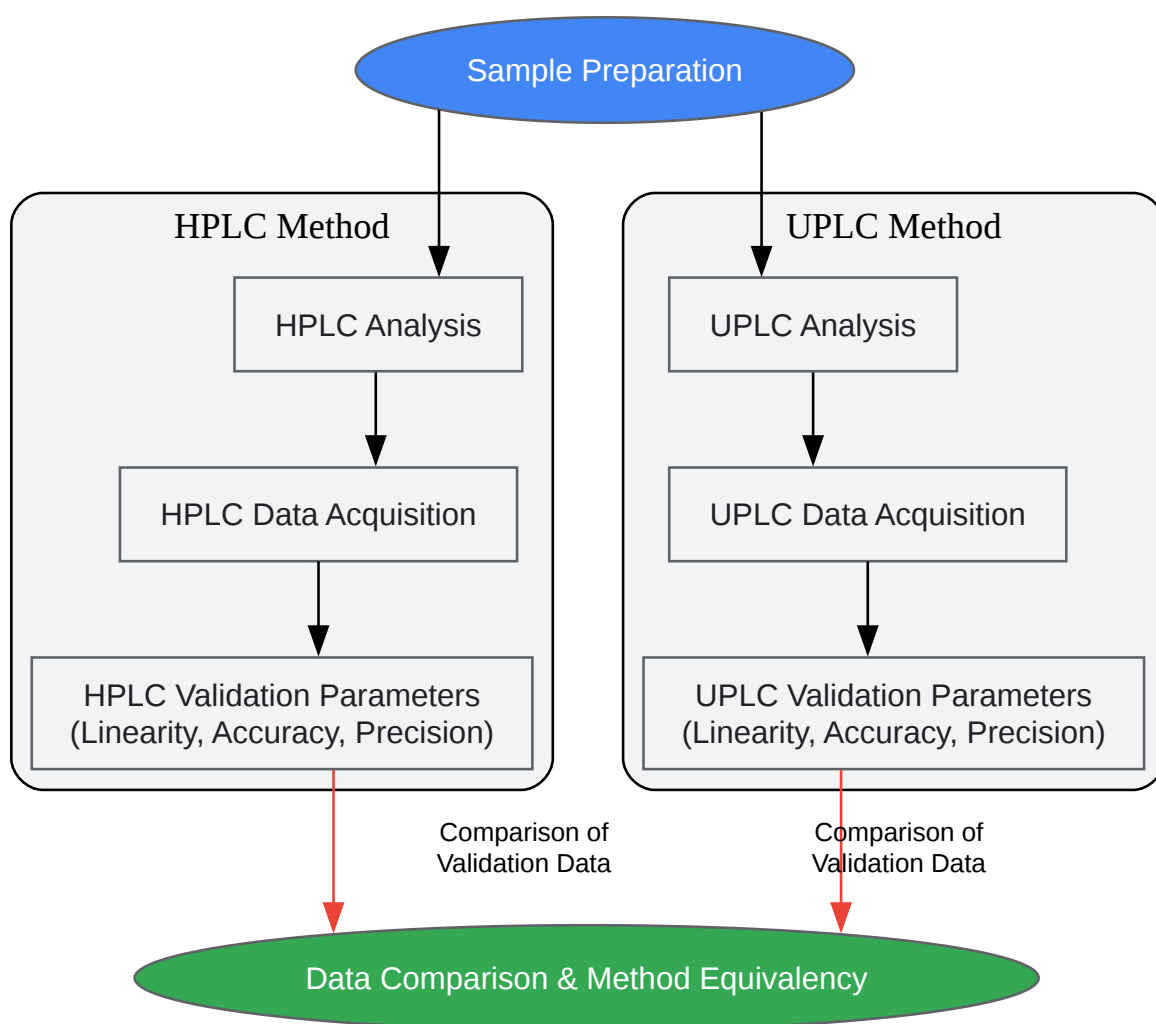 Sample Preparation
HPLC Method
HPLC Analysis
HPLC Data Acquisition
HPLC Validation Parameters
(Linearity, Accuracy, Precision)
UPLC Method
UPLC Analysis
UPLC Data Acquisition
UPLC Validation Parameters
(Linearity, Accuracy, Precision)
Comparison of
Validation Data
Comparison of
Validation Data
Data Comparison & Method Equivalency